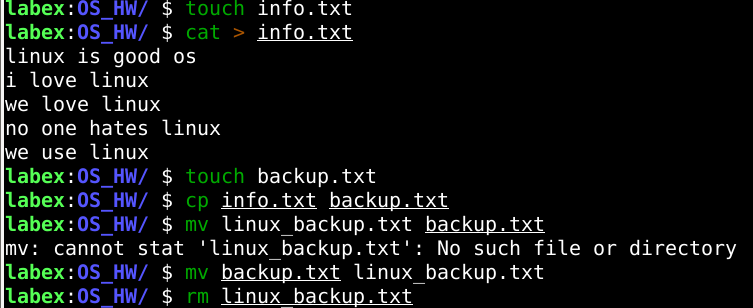 labex:OS_HW/ $ touch info.txt
labex:OS_HW/ $ cat > info.txt
linux is good os
i love linux
we love linux
no one hates linux
we use linux
labex:OS_HW/ $ touch backup.txt
labex:OS_HW/ $ cp info.txt backup.txt
labex:OS_HW/ $ mv linux_backup.txt backup.txt
mv: cannot stat 'linux_backup.txt': No such file or directory
labex:OS_HW/ $ mv backup.txt linux_backup.txt
labex:OS_HW/ $ rm linux_backup.txt